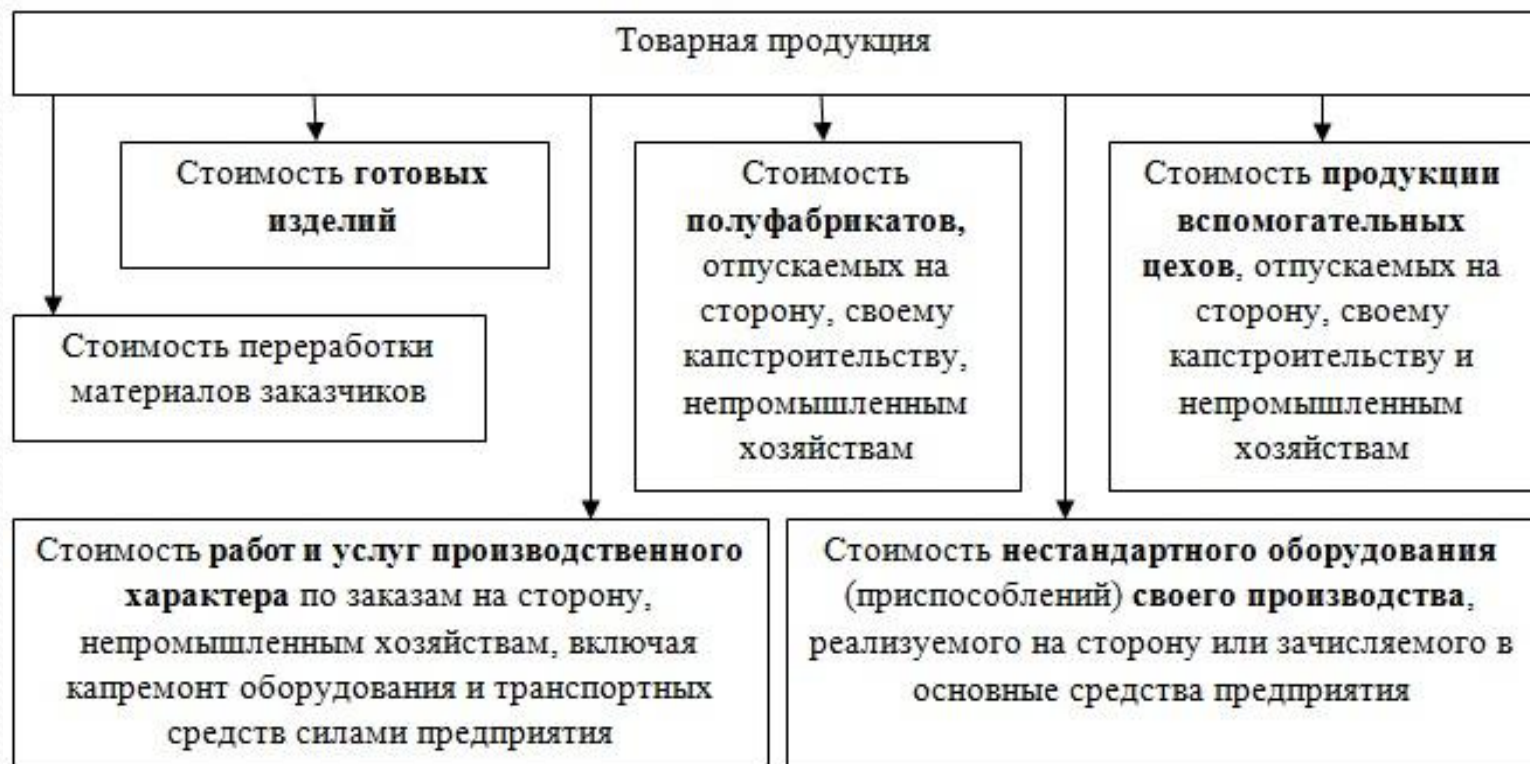 Товарная продукция
Стоимость готовых
изделий
Стоимость
полуфабрикатов,
отпускаемых на
сторону, своему
капстроительству,
непромышленным
хозяйствам
Стоимость продукции
вспомогательных
цехов, отпускаемых на
сторону, своему
капстроительству и
непромышленным
хозяйствам
Стоимость переработки
материалов заказчиков
Стоимость работ и услуг производственного
характера по заказам на сторону,
непромышленным хозяйствам, включая
капремонт оборудования и транспортных
средств силами предприятия
Стоимость нестандартного оборудования
(приспособлений) своего производства,
реализуемого на сторону или зачисляемого в
основные средства предприятия